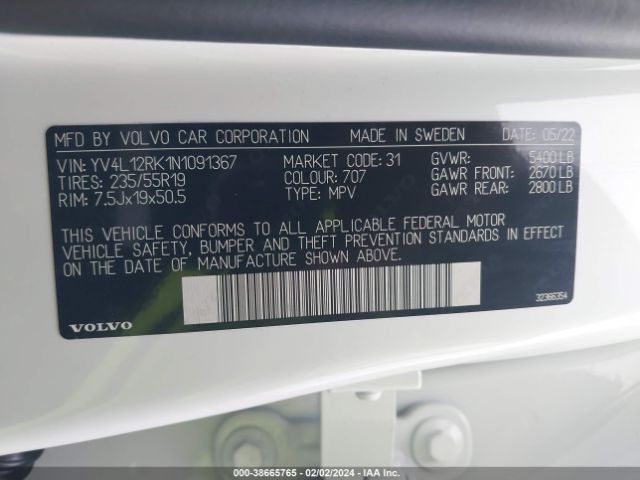 MFD BY VOLVO CAR CORPORATION MADE IN SWEDEN DATE: 05/22
VIN: YV4L12RK1N1091367 MARKET CODE: 31 GVWR: 5400 LB
TIRES: 235/55R19 COLOUR: 707 GAWR FRONT: 2670 LB
RIM: 7.5Jx19x50.5 TYPE: MPV GAWR REAR: 2800 LB
THIS VEHICLE CONFORMS TO ALL APPLICABLE FEDERAL MOTOR
VEHICLE SAFETY, BUMPER AND THEFT PREVENTION STANDARDS IN EFFECT
ON THE DATE OF MANUFACTURE SHOWN ABOVE.
32366354
VOLVO
000-38665765 - 02/02/2024 - IAA Inc.